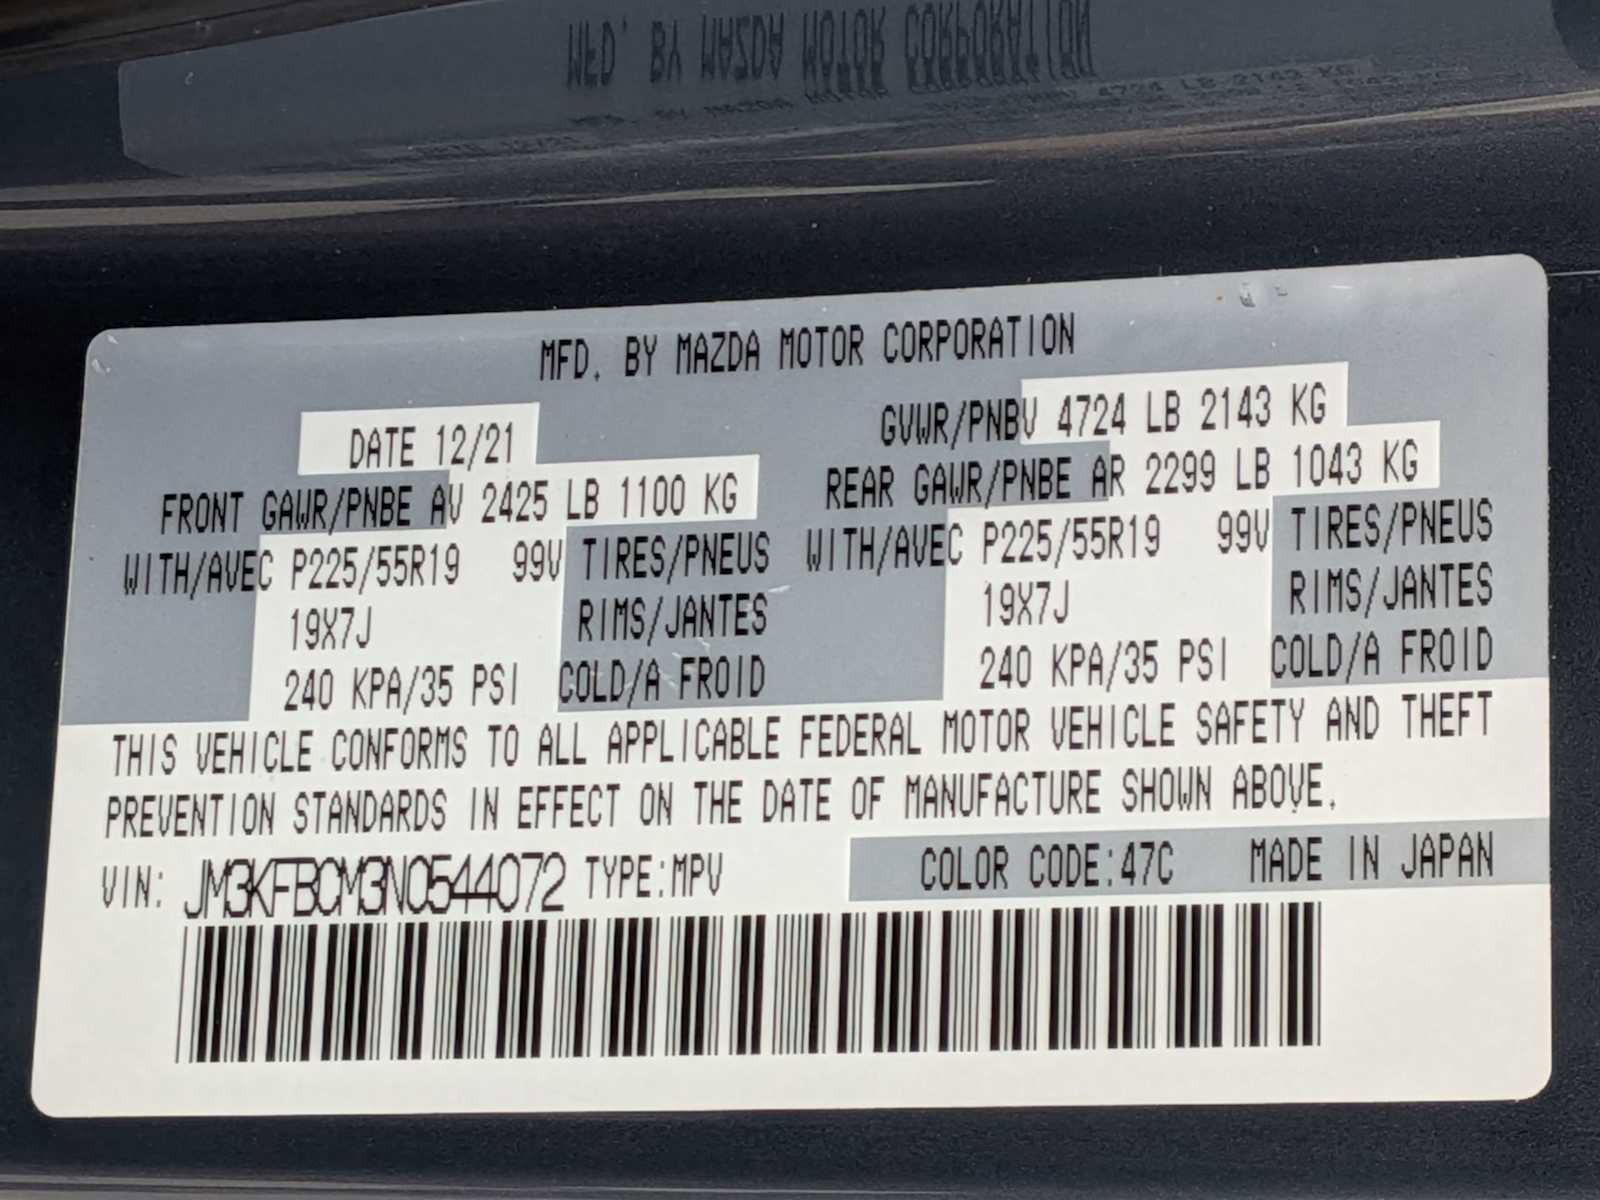 MFD. BY MAZDA MOTOR CORPORATION
DATE 12/21 GVWR/PNBV 4724 LB 2143 KG
FRONT GAWR/PNBE AV 2425 LB 1100 KG REAR GAWR/PNBE AR 2299 LB 1043 KG
WITH/AVEC P225/55R19 99V TIRES/PNEUS WITH/AVEC P225/55R19 99V TIRES/PNEUS
19X7J RIMS/JANTES 19X7J RIMS/JANTES
240 KPA/35 PSI COLD/A FROID 240 KPA/35 PSI COLD/A FROID
THIS VEHICLE CONFORMS TO ALL APPLICABLE FEDERAL MOTOR VEHICLE SAFETY AND THEFT
PREVENTION STANDARDS IN EFFECT ON THE DATE OF MANUFACTURE SHOWN ABOVE.
VIN: JM3KFBCM3N0544072 TYPE:MPV COLOR CODE:47C MADE IN JAPAN